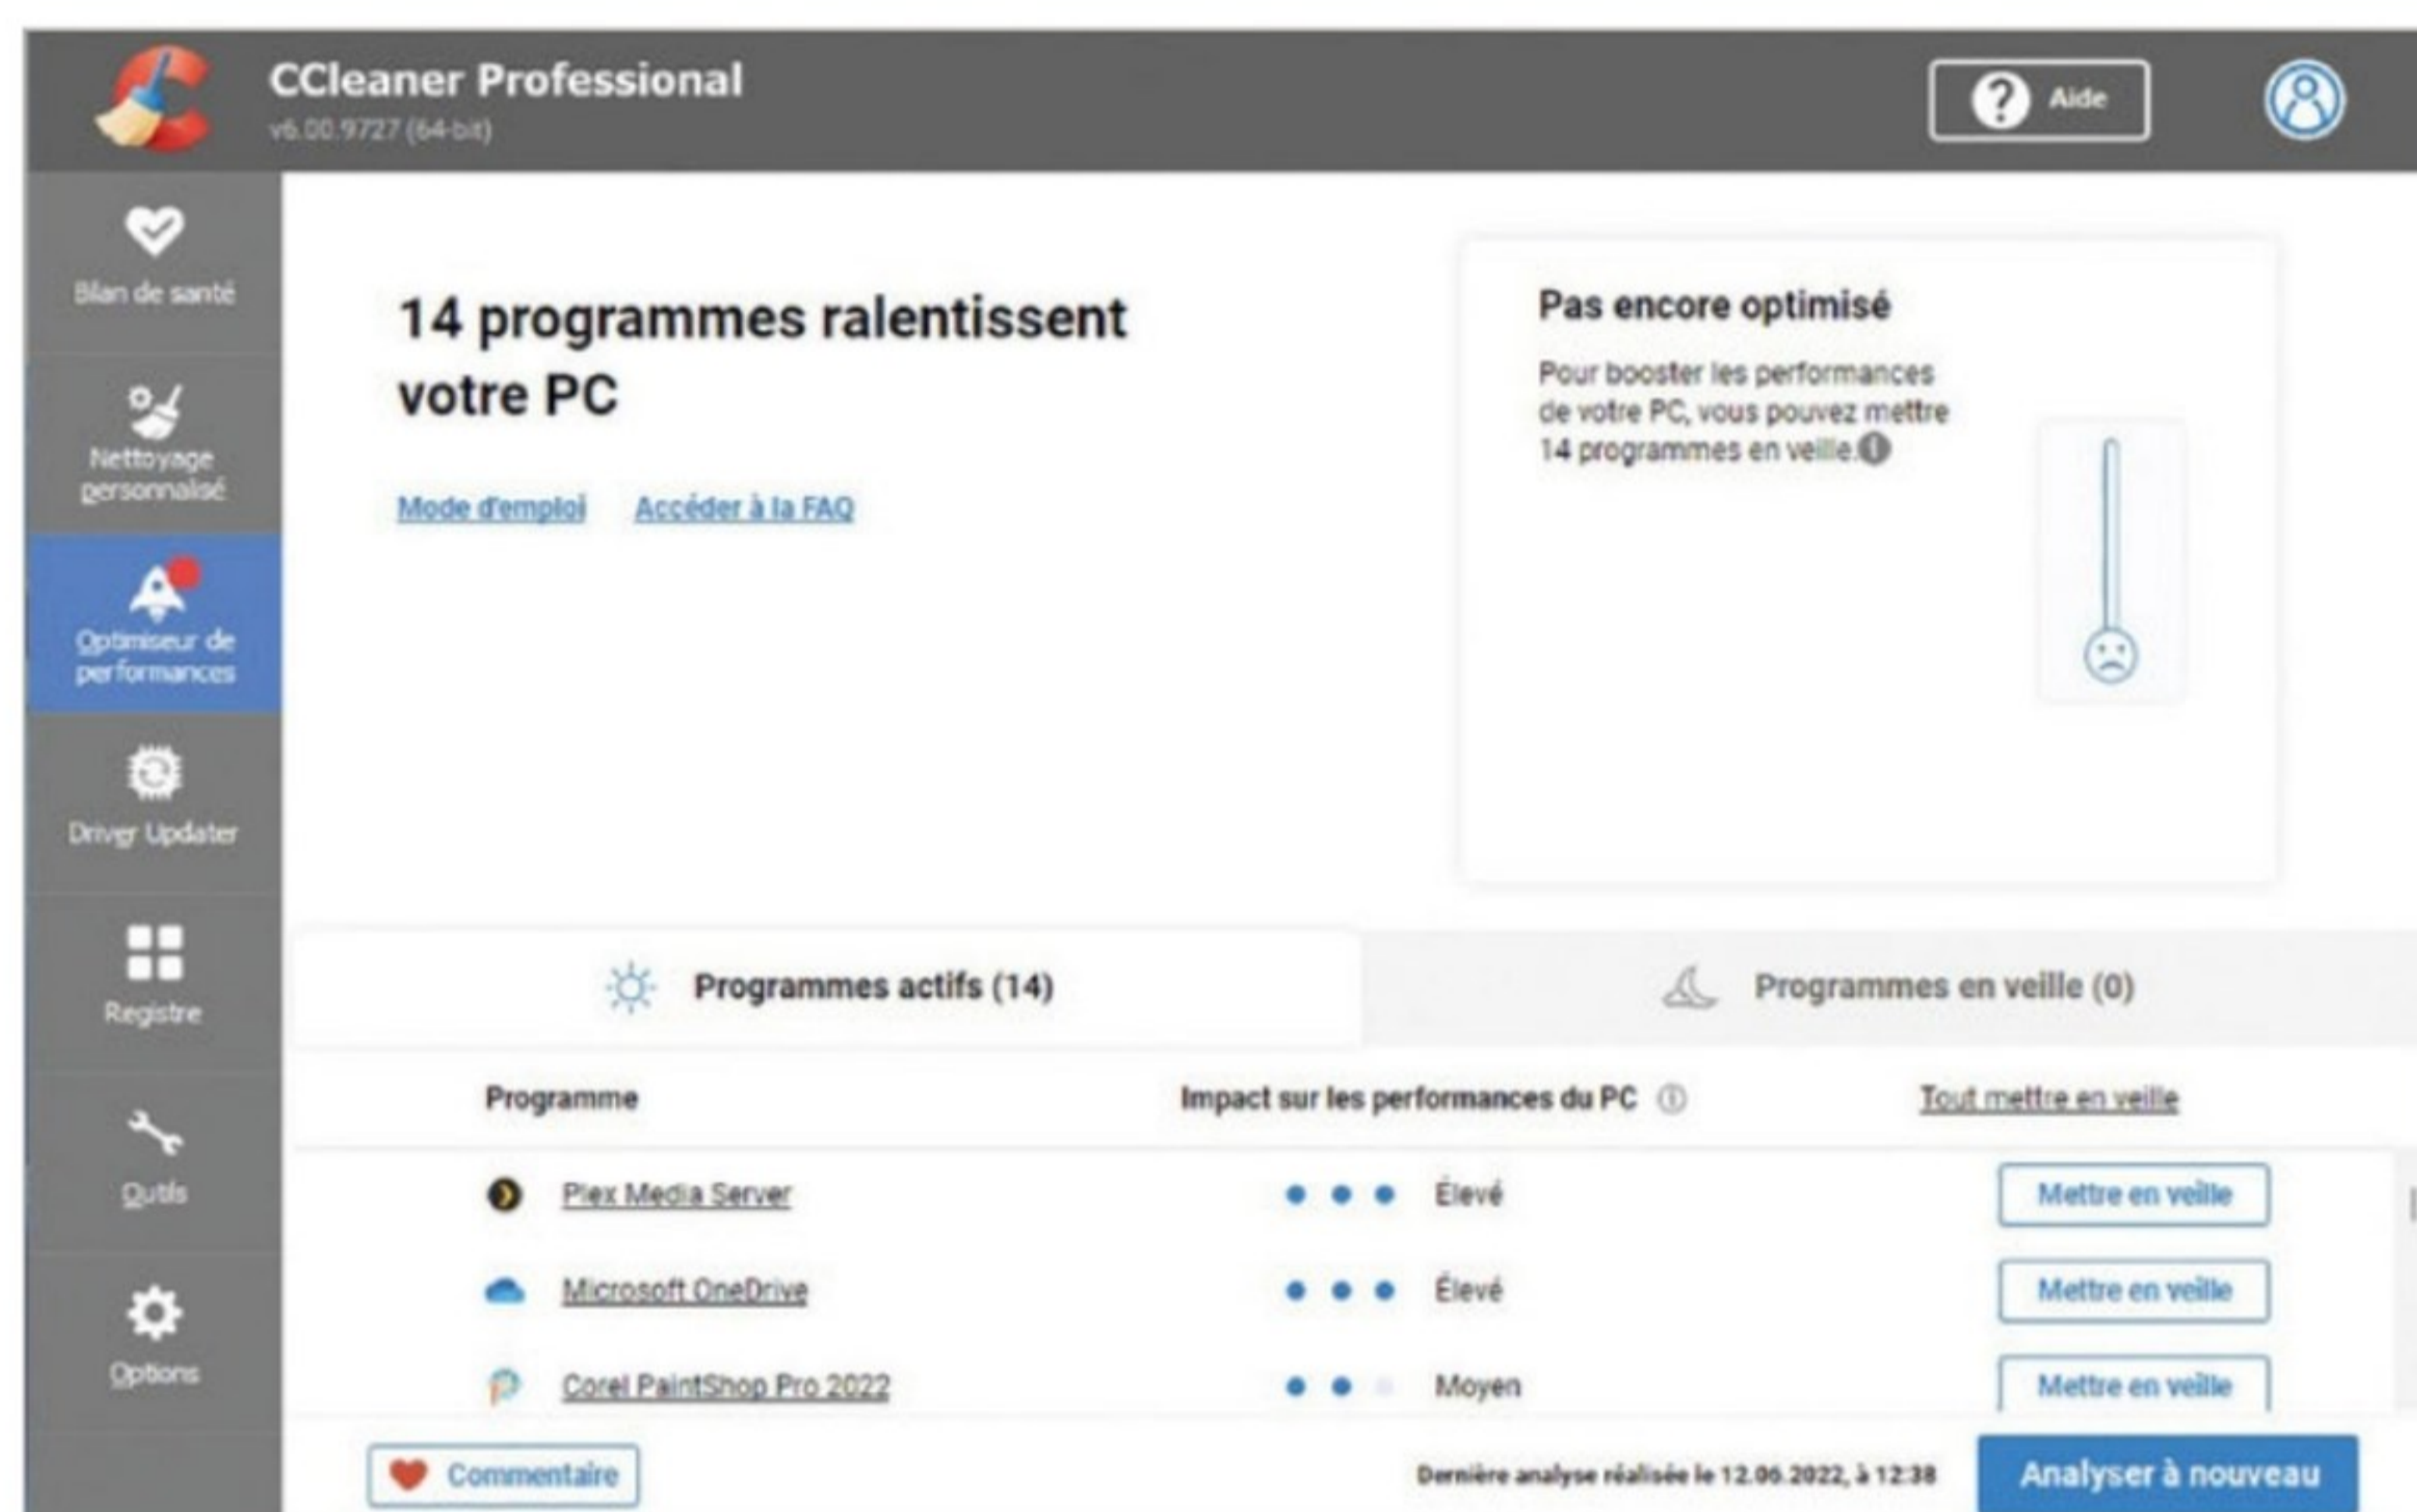 CCleaner Professional
v6.00.9727 (64-bit)
Aide
Bilan de santé
Nettoyage
personnalisé
Optimiseur de
performances
Driver Updater
Registre
Outils
Options
14 programmes ralentissent
votre PC
Mode d'emploi Accéder à la FAQ
Pas encore optimisé
Pour booster les performances
de votre PC, vous pouvez mettre
14 programmes en veille.
Programmes actifs (14)
Programmes en veille (0)
Programme Impact sur les performances du PC Tout mettre en veille
Plex Media Server Élevé Mettre en veille
Microsoft OneDrive Élevé Mettre en veille
Corel PaintShop Pro 2022 Moyen Mettre en veille
Commentaire
Dernière analyse réalisée le 12.06.2022, à 12:38
Analyser à nouveau